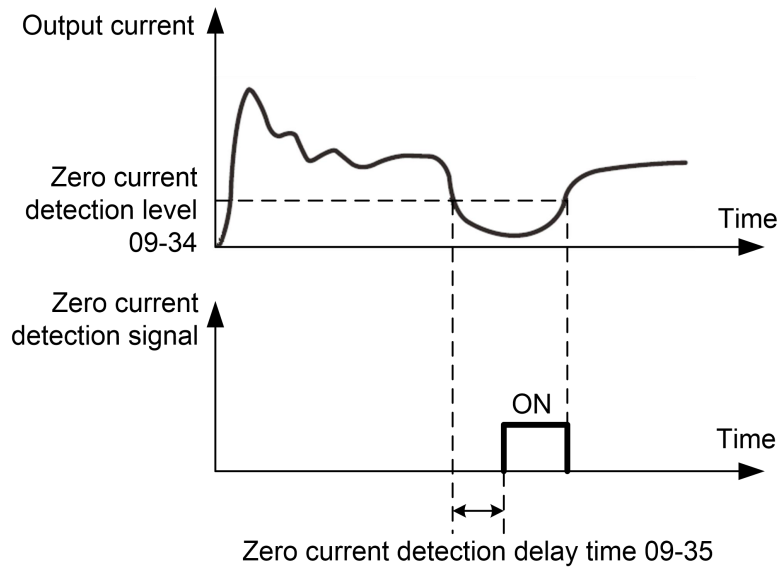 Output current
Zero current
detection level
09-34
Time
Zero current
detection signal
ON
Time
Zero current detection delay time 09-35